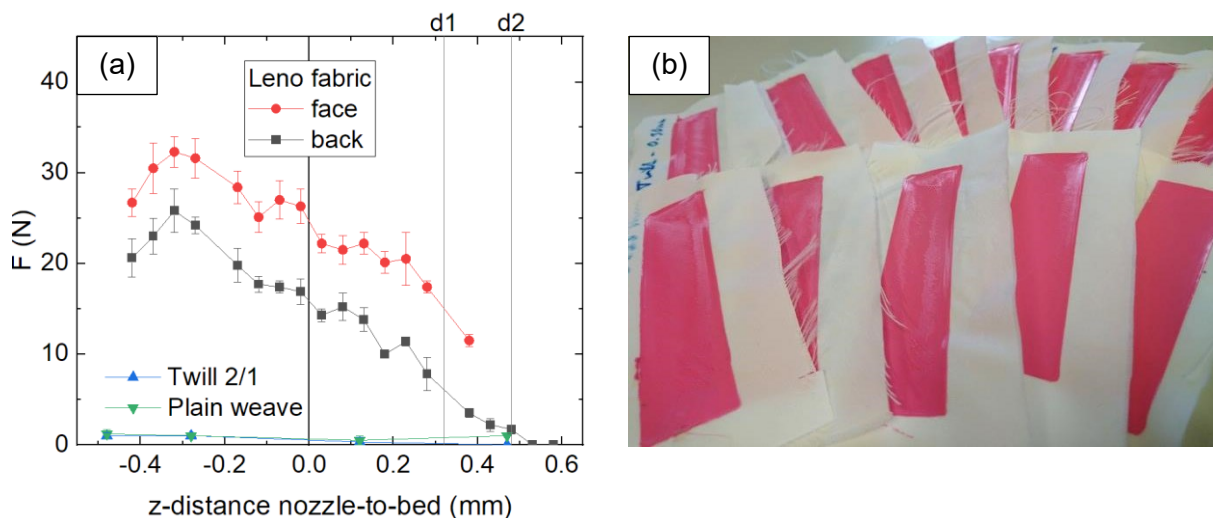 d1 d2
(a)
Leno fabric
face
back
Twill 2/1
Plain weave
F (N)
40
30
20
10
0
-0.4 -0.2 0.0 0.2 0.4 0.6
z-distance nozzle-to-bed (mm)
(b)
Twill